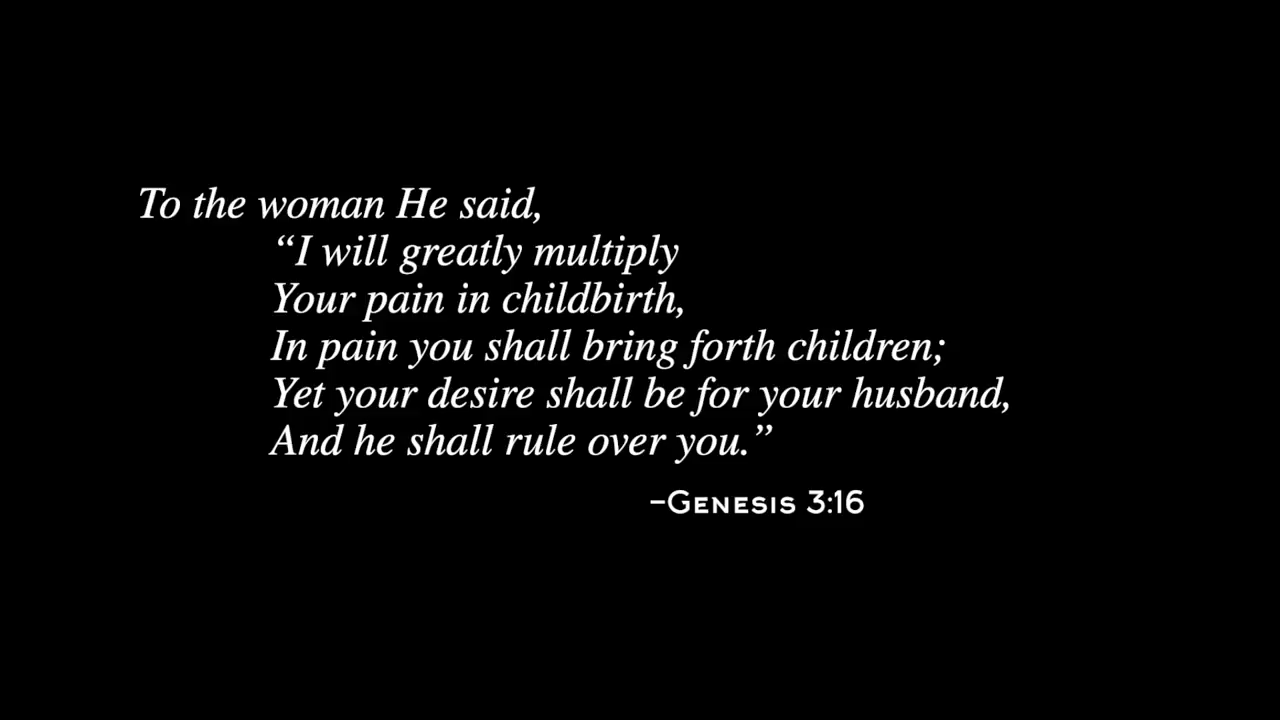 To the woman He said,
“I will greatly multiply
Your pain in childbirth,
In pain you shall bring forth children;
Yet your desire shall be for your husband,
And he shall rule over you.”
–Genesis 3:16